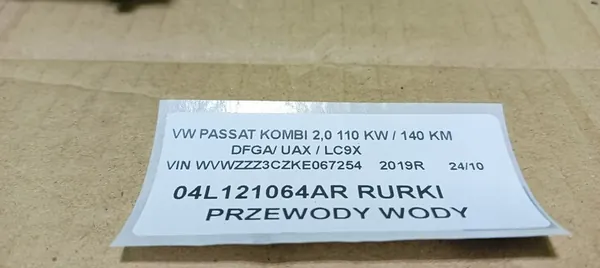 VW PASSAT KOMBI 2,0 110 KW / 140 KM
DFGA/ UAX / LC9X
VIN WVWZZZ3CZKE067254 2019R 24/10
04L121064AR RURKI
PRZEWODY WODY